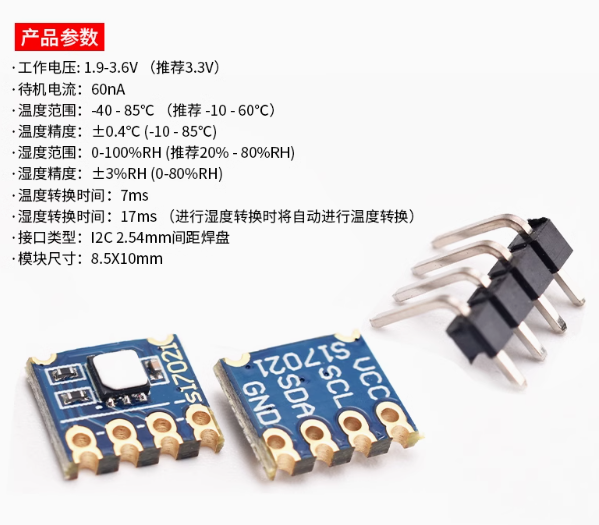 产品参数
·工作电压: 1.9-3.6V （推荐3.3V）
·待机电流：60nA
·温度范围：-40 - 85℃ （推荐 -10 - 60℃）
·温度精度：±0.4℃ (-10 - 85℃)
·湿度范围：0-100%RH (推荐20% - 80%RH)
·湿度精度：±3%RH (0-80%RH)
·温度转换时间：7ms
·湿度转换时间：17ms （进行湿度转换时将自动进行温度转换）
·接口类型：I2C 2.54mm间距焊盘
·模块尺寸：8.5X10mm
SI7021
SI7021
VCC
SCL
SDA
GND